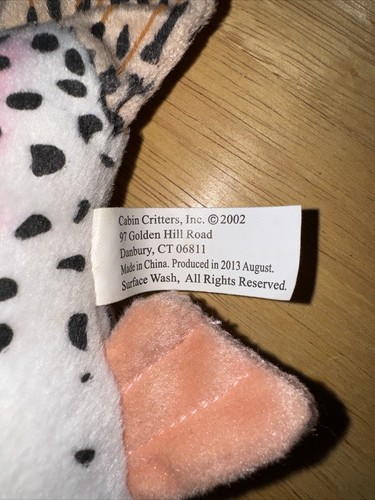 Cabin Critters, Inc. ©2002
97 Golden Hill Road
Danbury, CT 06811
Made in China. Produced in 2013 August.
Surface Wash, All Rights Reserved.